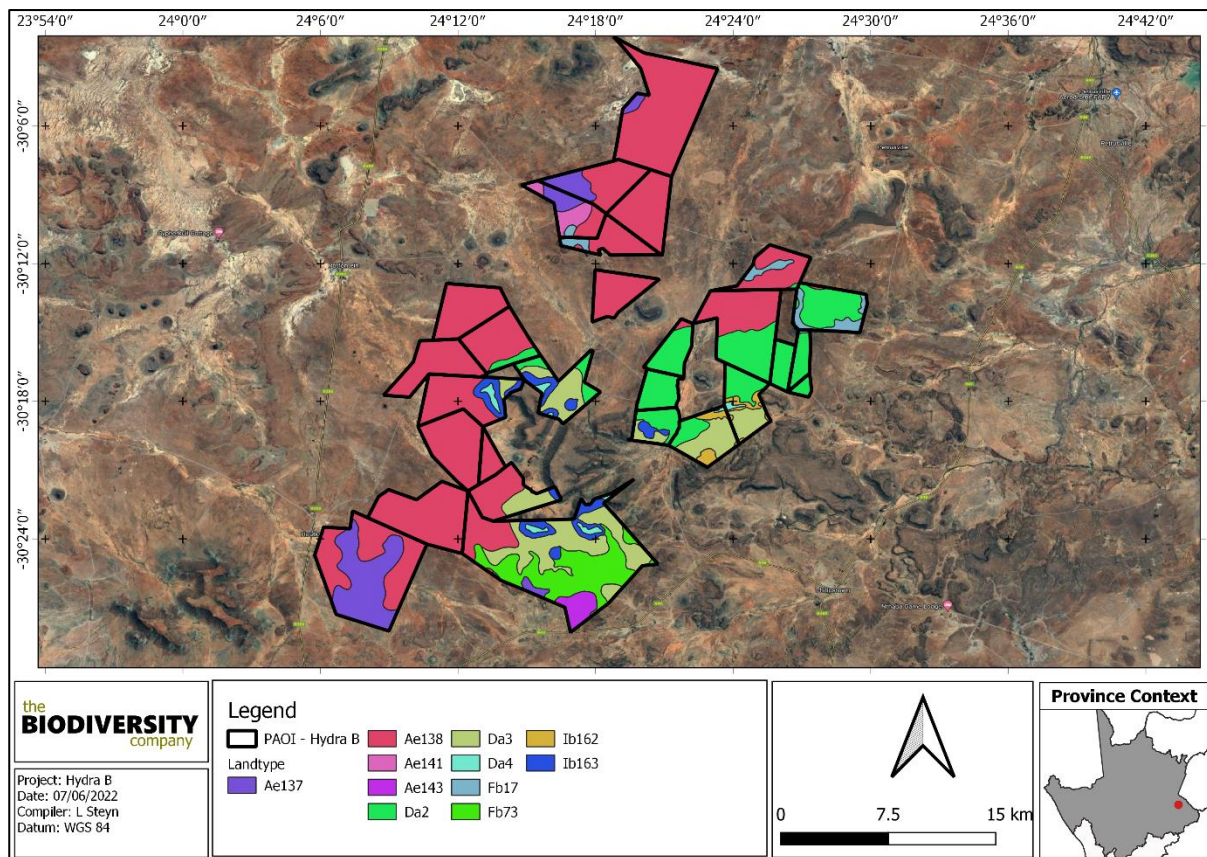 23°54′0″ 24°0′0″ 24°6′0″ 24°12′0″ 24°18′0″ 24°24′0″ 24°30′0″ 24°36′0″ 24°42′0″
-30°6′0″
-30°12′0″
-30°18′0″
-30°24′0″
Petrusville
Philipstown
the
BIODIVERSITY
company
Project: Hydra B
Date: 07/06/2022
Compiler: L Steyn
Datum: WGS 84
Legend
PAOI - Hydra B
Landtype
Ae137
Ae138
Ae141
Ae143
Da2
Da3
Da4
Fb17
Fb73
Ib162
Ib163
0 7.5 15 km
Province Context